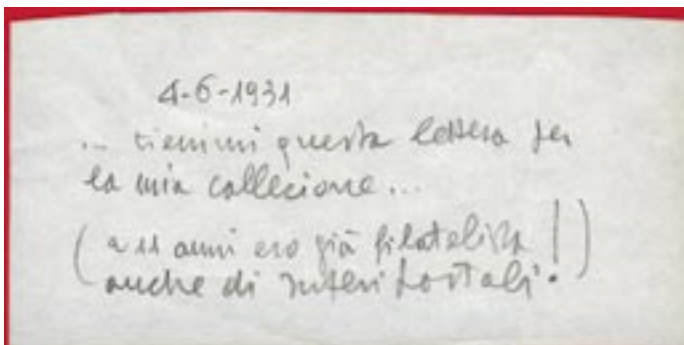 4-6-1931
... tienimi questa lettera per
la mia collezione...
(a 11 anni ero già filatelista!)
anche di interi postali.